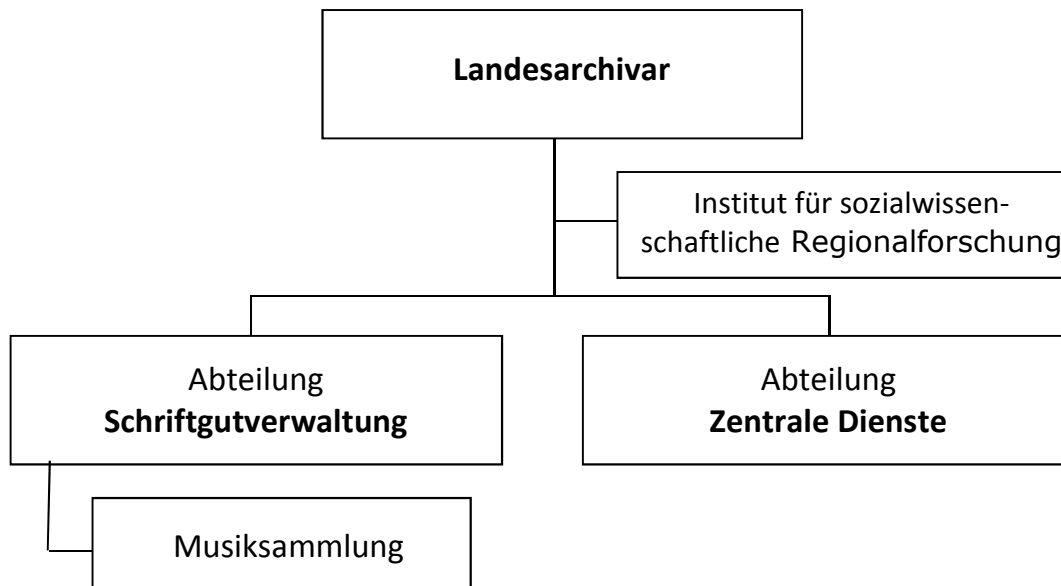 Landesarchivar
Institut für sozialwissen-
schaftliche Regionalforschung
Abteilung
Schriftgutverwaltung
Abteilung
Zentrale Dienste
Musiksammlung